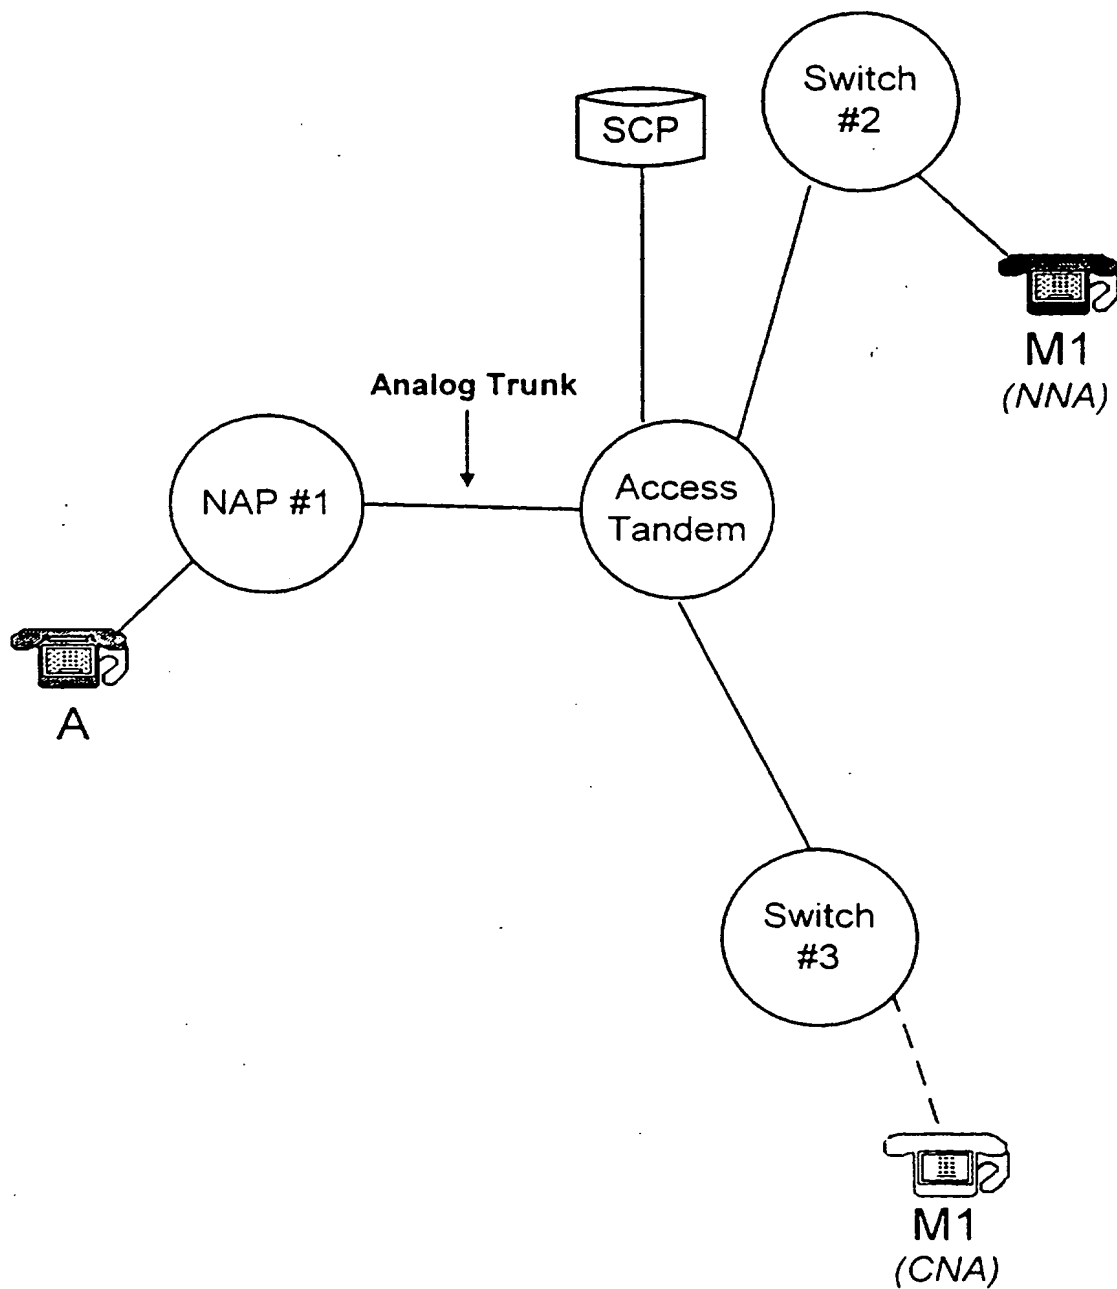 Switch
#2
SCP
M1
(NNA)
Analog Trunk
NAP #1
Access
Tandem
A
Switch
#3
M1
(CNA)